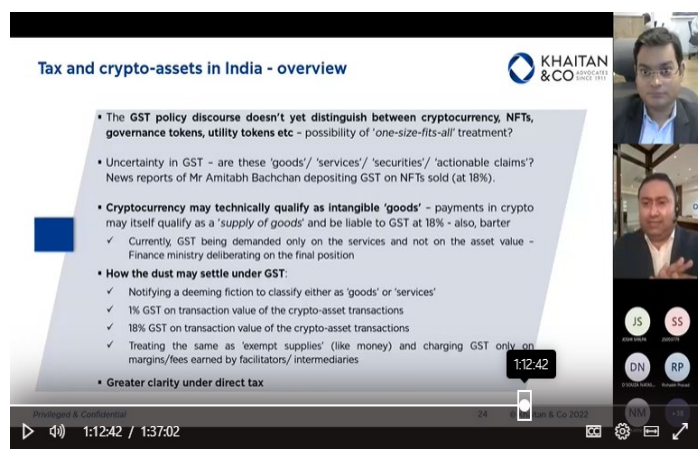 Tax and crypto-assets in India - overview
KHAITAN
& CO ADVOCATES
SINCE 1911
▪ The GST policy discourse doesn't yet distinguish between cryptocurrency, NFTs,
governance tokens, utility tokens etc – possibility of 'one-size-fits-all' treatment?
▪ Uncertainty in GST – are these 'goods'/ 'services'/ 'securities'/ 'actionable claims'?
News reports of Mr Amitabh Bachchan depositing GST on NFTs sold (at 18%).
▪ Cryptocurrency may technically qualify as intangible 'goods' – payments in crypto
may itself qualify as a 'supply of goods' and be liable to GST at 18% - also, barter
✓ Currently, GST being demanded only on the services and not on the asset value –
Finance ministry deliberating on the final position
▪ How the dust may settle under GST:
✓ Notifying a deeming fiction to classify either as 'goods' or 'services'
✓ 1% GST on transaction value of the crypto-asset transactions
✓ 18% GST on transaction value of the crypto-asset transactions
✓ Treating the same as 'exempt supplies' (like money) and charging GST only on
margins/fees earned by facilitators/ intermediaries
▪ Greater clarity under direct tax
JS
SS
DN
RP
NM
1:12:42
Privileged & Confidential
24
1:12:42 / 1:37:02
CC